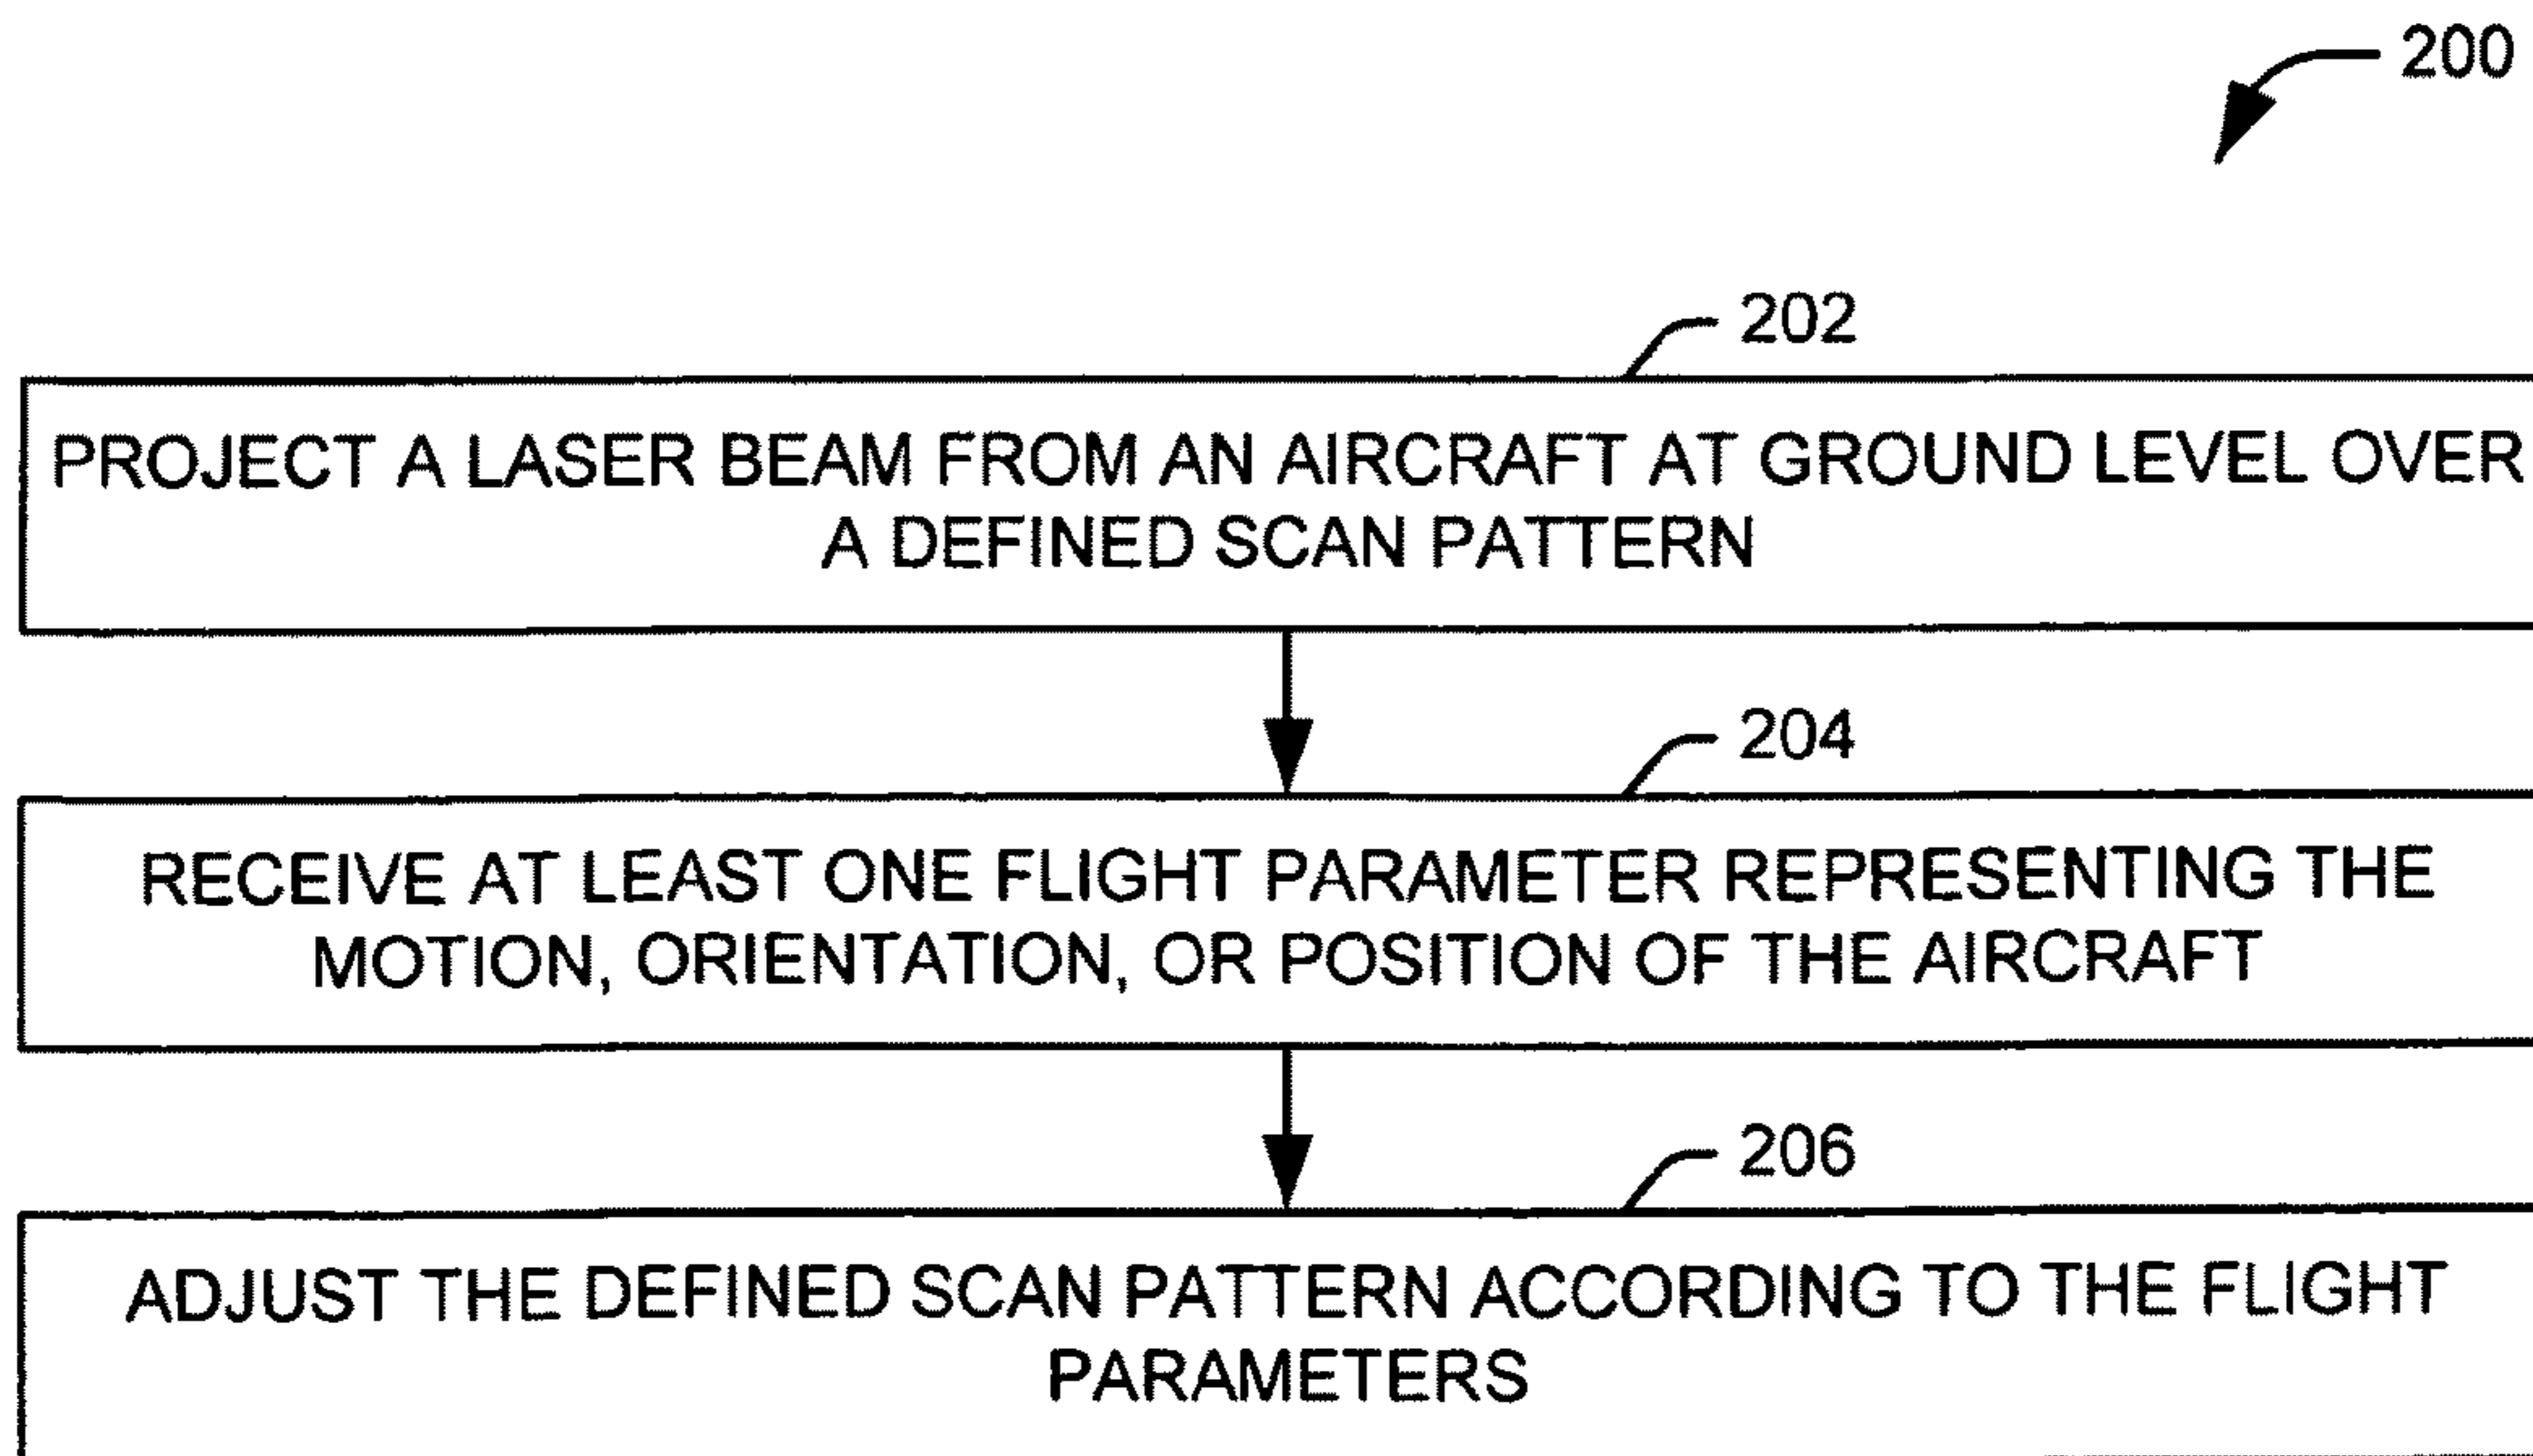 200
202
PROJECT A LASER BEAM FROM AN AIRCRAFT AT GROUND LEVEL OVER
A DEFINED SCAN PATTERN
204
RECEIVE AT LEAST ONE FLIGHT PARAMETER REPRESENTING THE
MOTION, ORIENTATION, OR POSITION OF THE AIRCRAFT
206
ADJUST THE DEFINED SCAN PATTERN ACCORDING TO THE FLIGHT
PARAMETERS